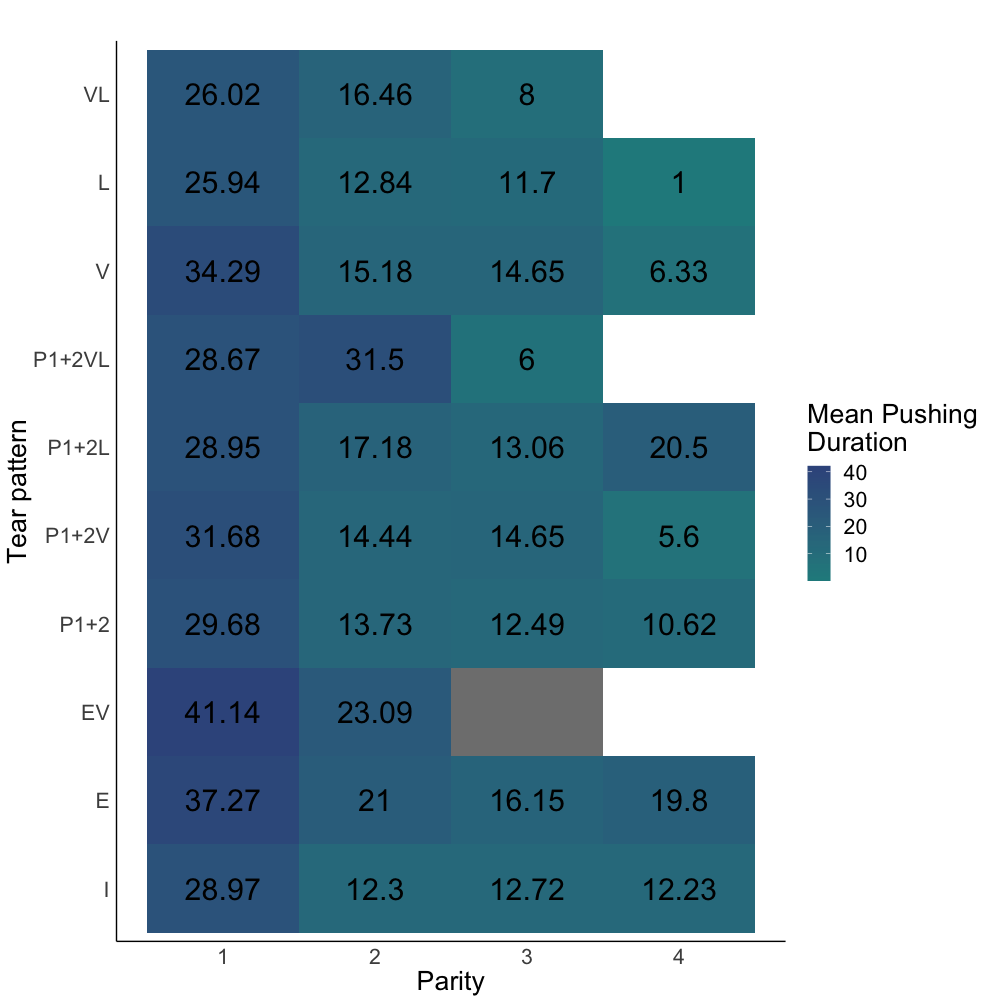 VL 26.02 16.46 8
L 25.94 12.84 11.7 1
V 34.29 15.18 14.65 6.33
P1+2VL 28.67 31.5 6
P1+2L 28.95 17.18 13.06 20.5
P1+2V 31.68 14.44 14.65 5.6
P1+2 29.68 13.73 12.49 10.62
EV 41.14 23.09
E 37.27 21 16.15 19.8
I 28.97 12.3 12.72 12.23
1 2 3 4
Parity
Tear pattern
Mean Pushing
Duration
40
30
20
10